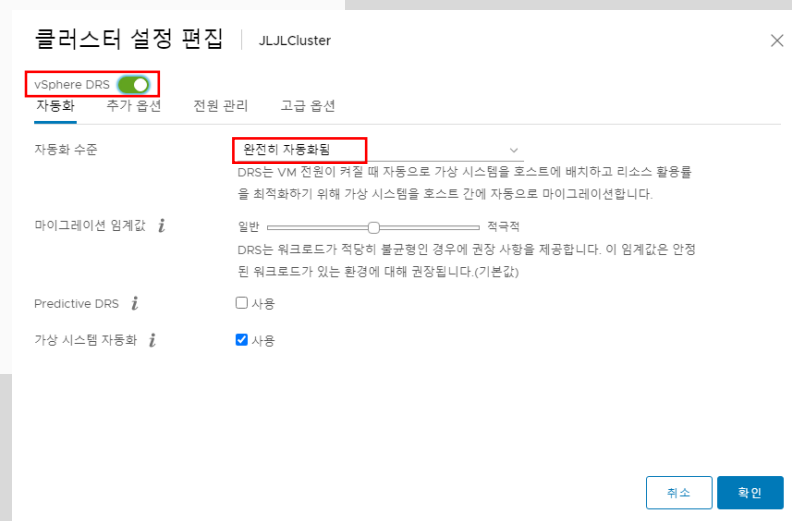 클러스터 설정 편집 JLJLCluster
vSphere DRS
자동화 추가 옵션 전원 관리 고급 옵션
자동화 수준 완전히 자동화됨
DRS는 VM 전원이 켜질 때 자동으로 가상 시스템을 호스트에 배치하고 리소스 활용률
을 최적화하기 위해 가상 시스템을 호스트 간에 자동으로 마이그레이션합니다.
마이그레이션 임계값 i 일반 적극적
DRS는 워크로드가 적당히 불균형인 경우에 권장 사항을 제공합니다. 이 임계값은 안정
된 워크로드가 있는 환경에 대해 권장됩니다.(기본값)
Predictive DRS i 사용
가상 시스템 자동화 i 사용
취소 확인